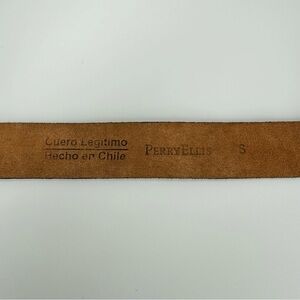 Cuero Legitimo
Hecho en Chile
PERRY ELLIS S